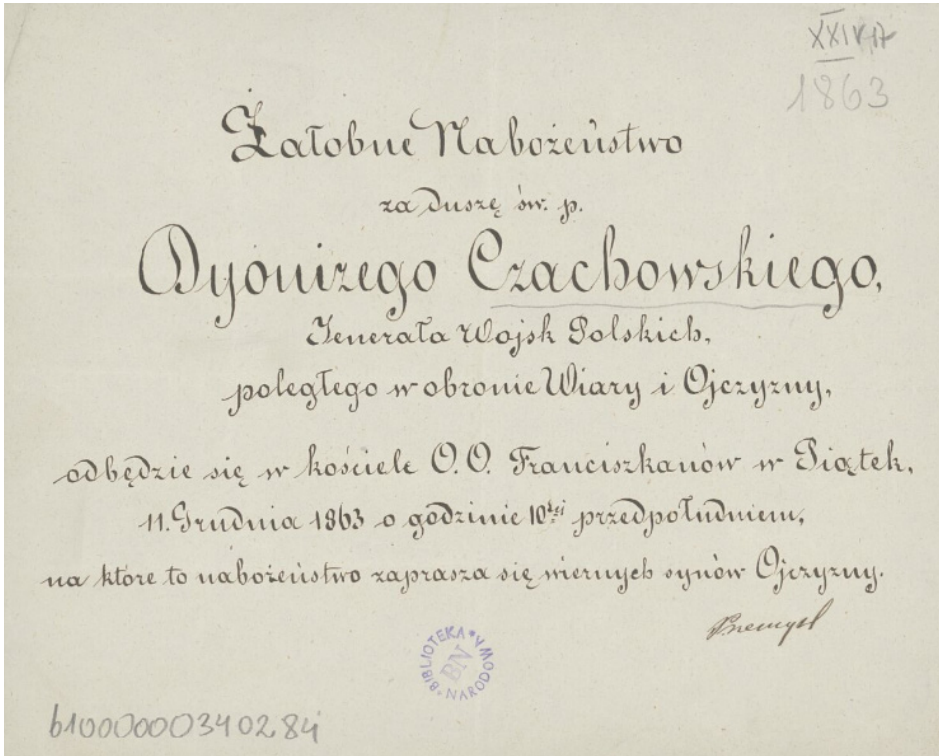 XXIV A
1863
Żałobne Nabożeństwo
za duszę św. p.
Dyonizego Czachowskiego,
Jenerała Wojsk Polskich,
poległego w obronie Wiary i Ojczyzny,
odbędzie się w kościele O.O. Franciszkanów w Piątek,
11. Grudnia 1863 o godzinie 10tej przedpołudniem,
na które to nabożeństwo zaprasza się wiernych synów Ojczyzny.
Przemyśl
BIBLIOTEKA NARODOWA
BN
b1000000340284